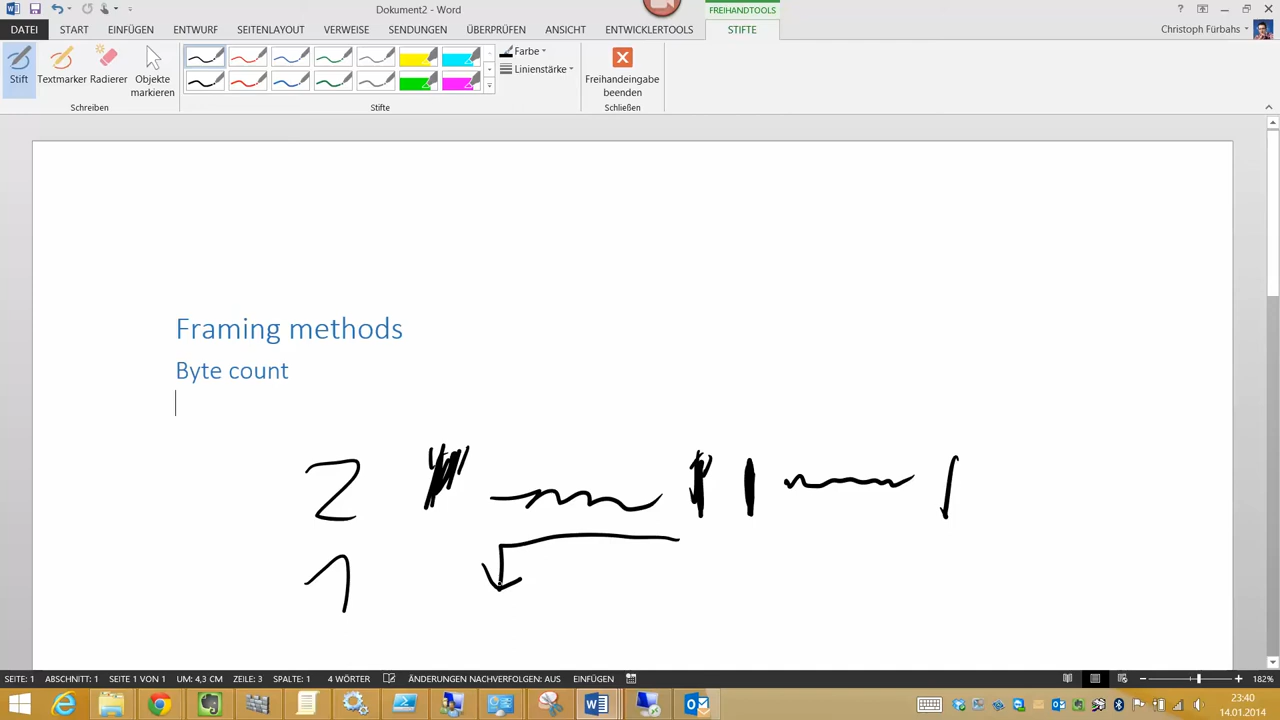 Dokument2 - Word
FREIHANDTOOLS
?
DATEI START EINFÜGEN ENTWURF SEITENLAYOUT VERWEISE SENDUNGEN ÜBERPRÜFEN ANSICHT ENTWICKLERTOOLS STIFTE Christoph Fürbahs
Stift Textmarker Radierer Objekte markieren Farbe Linienstärke Freihandeingabe beenden
Schreiben Stifte Schließen
Framing methods
Byte count
2
1
SEITE: 1 ABSCHNITT: 1 SEITE 1 VON 1 UM: 4,3 CM ZEILE: 3 SPALTE: 1 4 WÖRTER ÄNDERUNGEN NACHVERFOLGEN: AUS EINFÜGEN 182%
23:40
14.01.2014